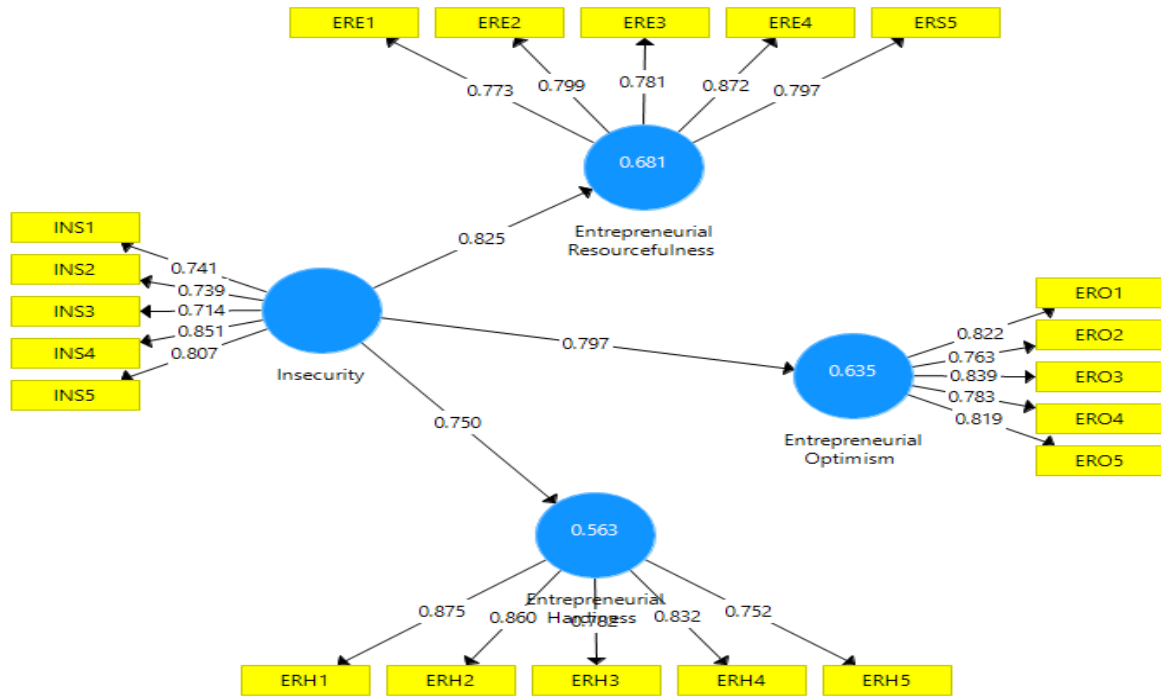 ERE1
ERE2
ERE3
ERE4
ERS5
0.773
0.799
0.781
0.872
0.797
0.681
Entrepreneurial
Resourcefulness
INS1
INS2
INS3
INS4
INS5
0.741
0.739
0.714
0.851
0.807
Insecurity
0.825
0.797
0.750
0.635
Entrepreneurial
Optimism
ERO1
ERO2
ERO3
ERO4
ERO5
0.822
0.763
0.839
0.783
0.819
0.563
Entrepreneurial
Hardiness
0.875
0.860
0.782
0.832
0.752
ERH1
ERH2
ERH3
ERH4
ERH5